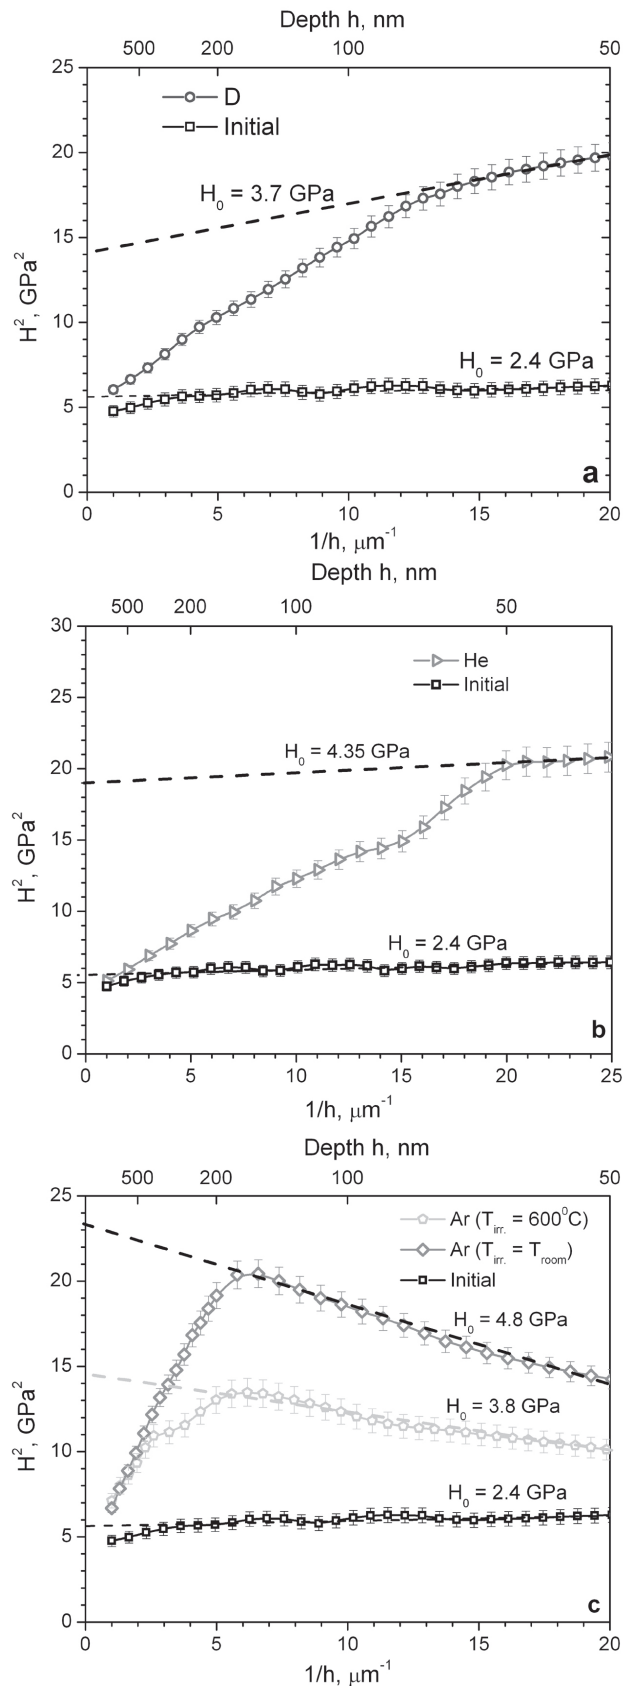 Depth h, nm
500 200 100 50
25
20
15
10
5
0
H², GPa²
D
Initial
H₀ = 3.7 GPa
H₀ = 2.4 GPa
a
0 5 10 15 20
1/h, μm⁻¹
Depth h, nm
500 200 100 50
30
25
20
15
10
5
0
H², GPa²
He
Initial
H₀ = 4.35 GPa
H₀ = 2.4 GPa
b
0 5 10 15 20 25
1/h, μm⁻¹
Depth h, nm
500 200 100 50
25
20
15
10
5
0
H², GPa²
Ar (Tirr. = 600⁰C)
Ar (Tirr. = Troom)
Initial
H₀ = 4.8 GPa
H₀ = 3.8 GPa
H₀ = 2.4 GPa
c
0 5 10 15 20
1/h, μm⁻¹